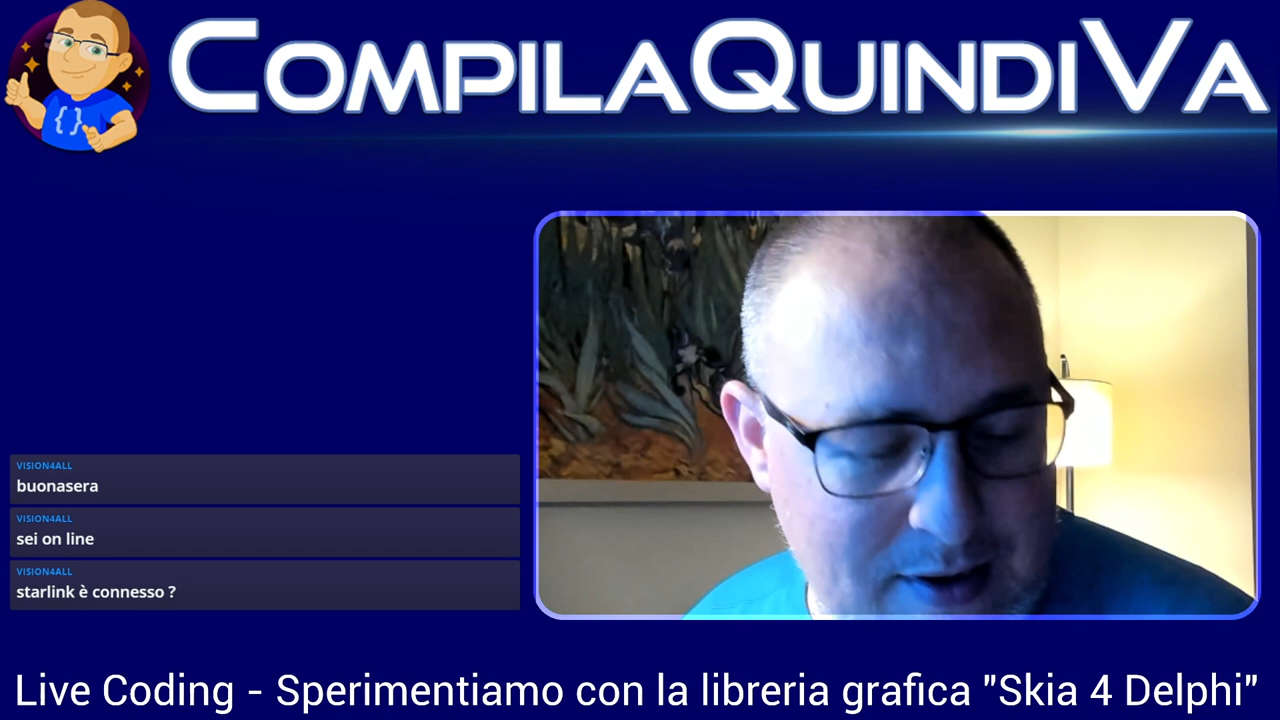 COMPILAQUINDIVA
{ }
VISION4ALL
buonasera
VISION4ALL
sei on line
VISION4ALL
starlink è connesso ?
Live Coding - Sperimentiamo con la libreria grafica "Skia 4 Delphi"